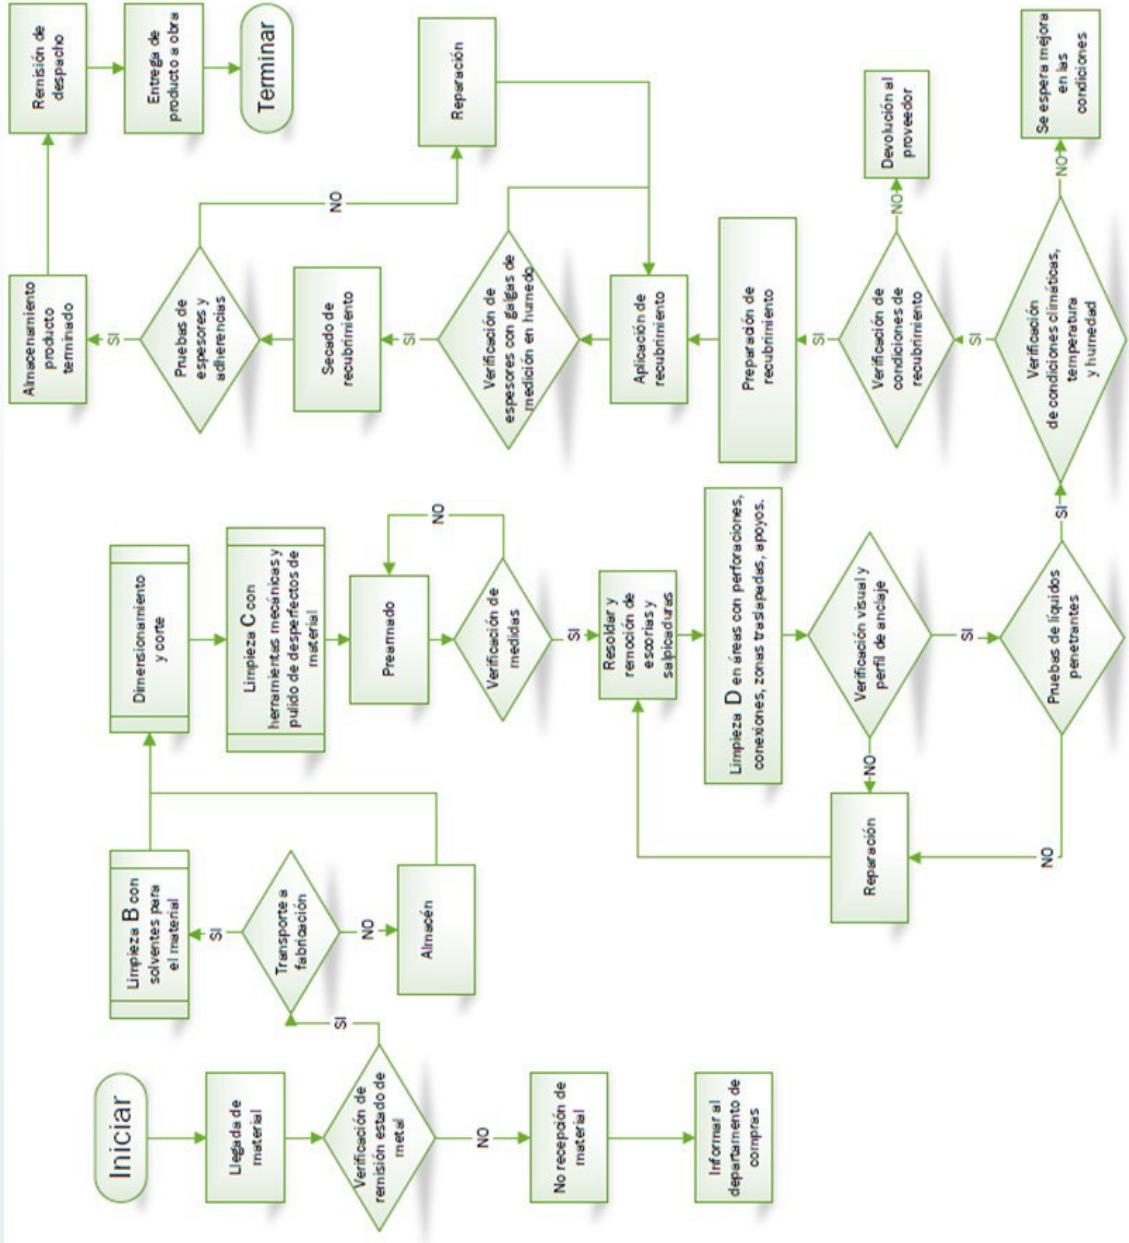 Iniciar
Llegada de
material
Verificación de
remisión estado de
metal
NO
No recepción de
material
Informar al
departamento de
compras
SI
Transporte a
fabricación
SI
Limpieza B con
solventes para
el material
NO
Almacén
Dimensionamiento
y corte
Limpieza C con
herramientas mecánicas y
pulido de desperfectos de
material
Prearmado
Verificación de
medidas
NO
SI
Resoldar y
remoción de
escorias y
salpicaduras
Limpieza D en áreas con perforaciones,
conexiones, zonas traslapadas, apoyos.
Verificación visual y
perfil de anclaje
NO
Reparación
SI
Pruebas de líquidos
penetrantes
NO
SI
Verificación
de condiciones climáticas,
temperatura
y humedad
NO
Se espera mejora
en las
condiciones
SI
Verificación de
condiciones de
recubrimiento
NO
Devolución al
proveedor
SI
Preparación de
recubrimiento
Aplicación de
recubrimiento
Verificación de
espesores con galgas de
medición en humedo
SI
Secado de
recubrimiento
Pruebas de
espesores y
adherencias
NO
Reparación
SI
Almacenamiento
producto
terminado
Remisión de
despacho
Entrega de
producto a obra
Terminar